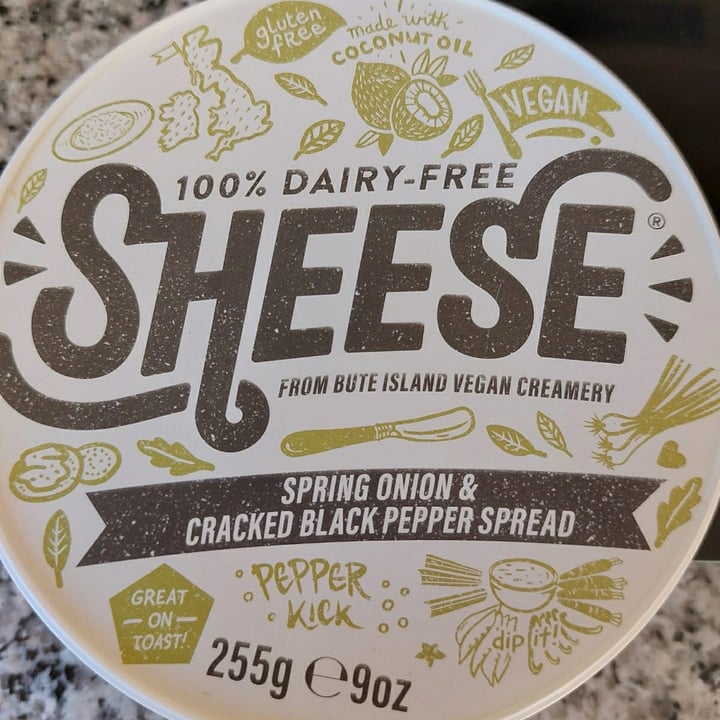 gluten
free
made with
COCONUT OIL
VEGAN
100% DAIRY-FREE
SHEESE®
FROM BUTE ISLAND VEGAN CREAMERY
SPRING ONION &
CRACKED BLACK PEPPER SPREAD
GREAT
ON
TOAST!
PEPPER
KICK
dip it!
255g ℮ 9oz